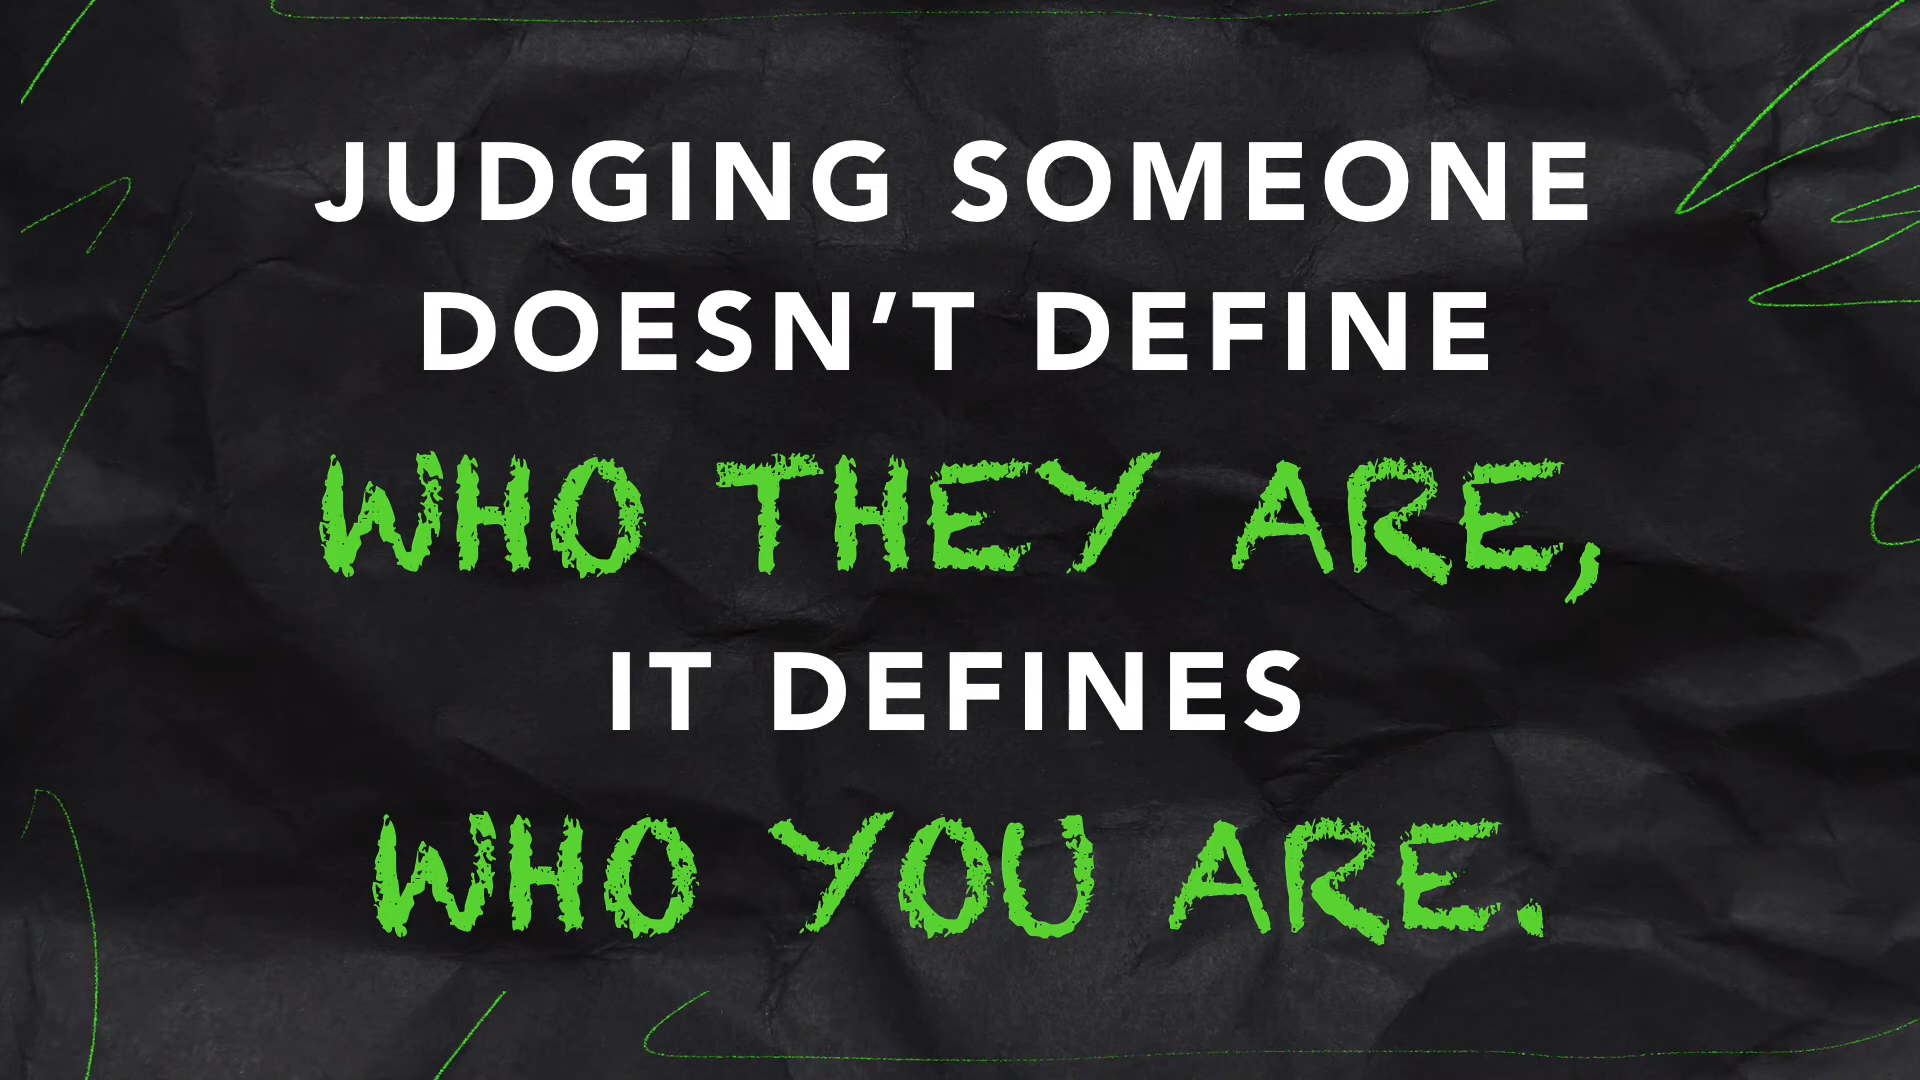 JUDGING SOMEONE
DOESN’T DEFINE
WHO THEY ARE,
IT DEFINES
WHO YOU ARE.